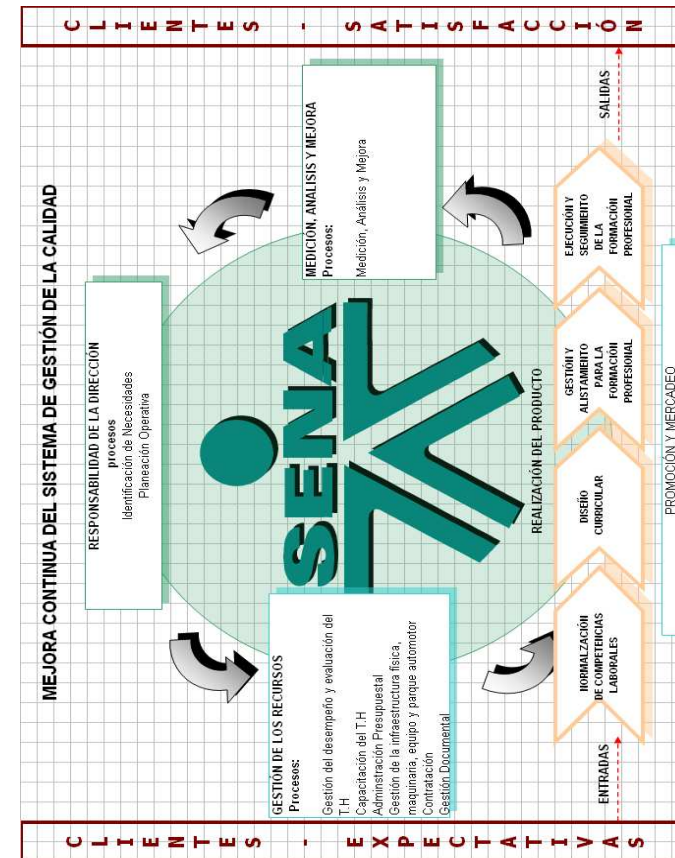 MEJORA CONTINUA DEL SISTEMA DE GESTIÓN DE LA CALIDAD
CLIENTES - EXPECTATIVAS
CLIENTES - SATISFACCIÓN
RESPONSABILIDAD DE LA DIRECCIÓN
procesos
Identificación de Necesidades
Planeación Operativa
GESTIÓN DE LOS RECURSOS
Procesos:
Gestión del desempeño y evaluación del
T.H
Capacitación del T.H
Adminstración Presupuestal
Gestión de la infraestructura física,
maquinaria, equipo y parque automotor
Contratación
Gestión Documental
SENA
MEDICIÓN, ANALISIS Y MEJORA
Procesos:
Medición, Análisis y Mejora
REALIZACIÓN DEL PRODUCTO
ENTRADAS
NORMALZACIÓN
DE COMPETENCIAS
LABORALES
DISEÑO
CURRICULAR
GESTIÓN Y
ALISTAMIENTO
PARA LA
FORMACIÓN
PROFESIONAL
EJECUCIÓN Y
SEGUIMIENTO
DE LA
FORMACIÓN
PROFESIONAL
SALIDAS
PROMOCIÓN Y MERCADEO